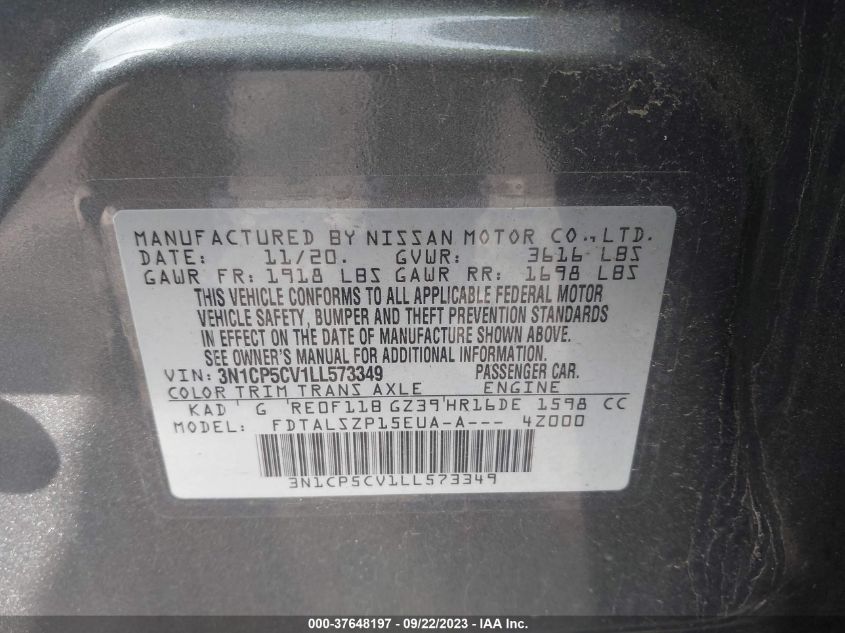 MANUFACTURED BY NISSAN MOTOR CO., LTD.
DATE: 11/20. GVWR: 3616 LBS
GAWR FR: 1918 LBS GAWR RR: 1698 LBS
THIS VEHICLE CONFORMS TO ALL APPLICABLE FEDERAL MOTOR
VEHICLE SAFETY, BUMPER AND THEFT PREVENTION STANDARDS
IN EFFECT ON THE DATE OF MANUFACTURE SHOWN ABOVE.
SEE OWNER'S MANUAL FOR ADDITIONAL INFORMATION.
VIN: 3N1CP5CV1LL573349 PASSENGER CAR.
COLOR TRIM TRANS AXLE ENGINE
KAD G RE0F11B GZ39 HR16DE 1598 CC
MODEL: FDTALSZP15EUA-A--- 4Z000
3N1CP5CV1LL573349
000-37648197 - 09/22/2023 - IAA Inc.